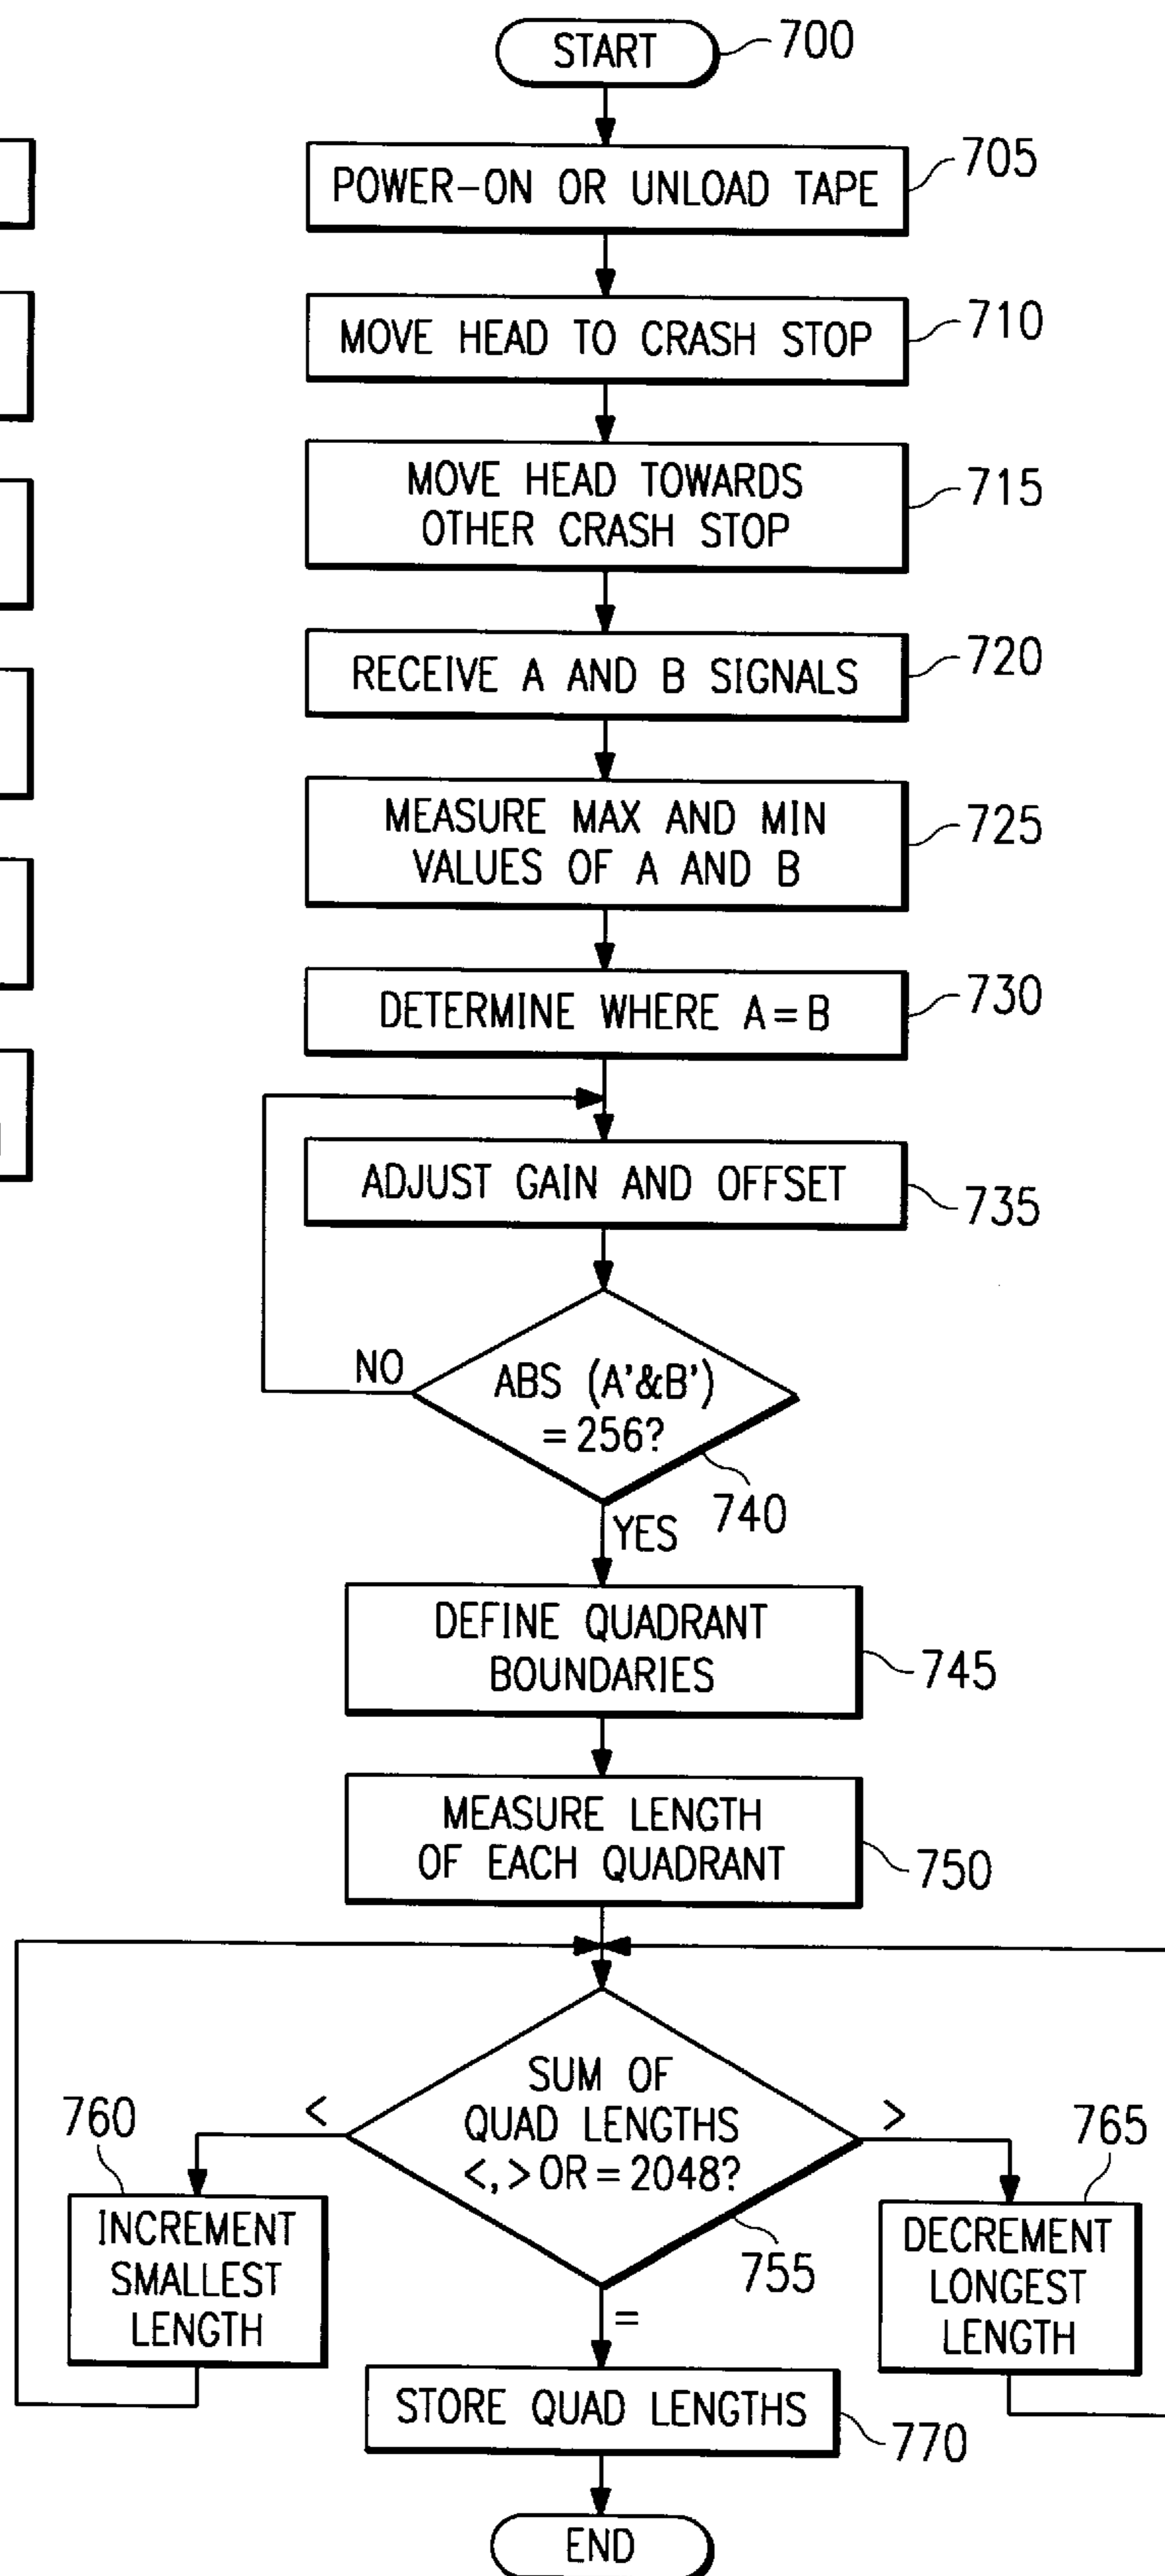 START
700
POWER-ON OR UNLOAD TAPE
705
MOVE HEAD TO CRASH STOP
710
MOVE HEAD TOWARDS
OTHER CRASH STOP
715
RECEIVE A AND B SIGNALS
720
MEASURE MAX AND MIN
VALUES OF A AND B
725
DETERMINE WHERE A=B
730
ADJUST GAIN AND OFFSET
735
NO
ABS (A'&B')
=256?
740
YES
DEFINE QUADRANT
BOUNDARIES
745
MEASURE LENGTH
OF EACH QUADRANT
750
SUM OF
QUAD LENGTHS
<,> OR = 2048?
755
<
>
760
INCREMENT
SMALLEST
LENGTH
765
DECREMENT
LONGEST
LENGTH
=
STORE QUAD LENGTHS
770
END